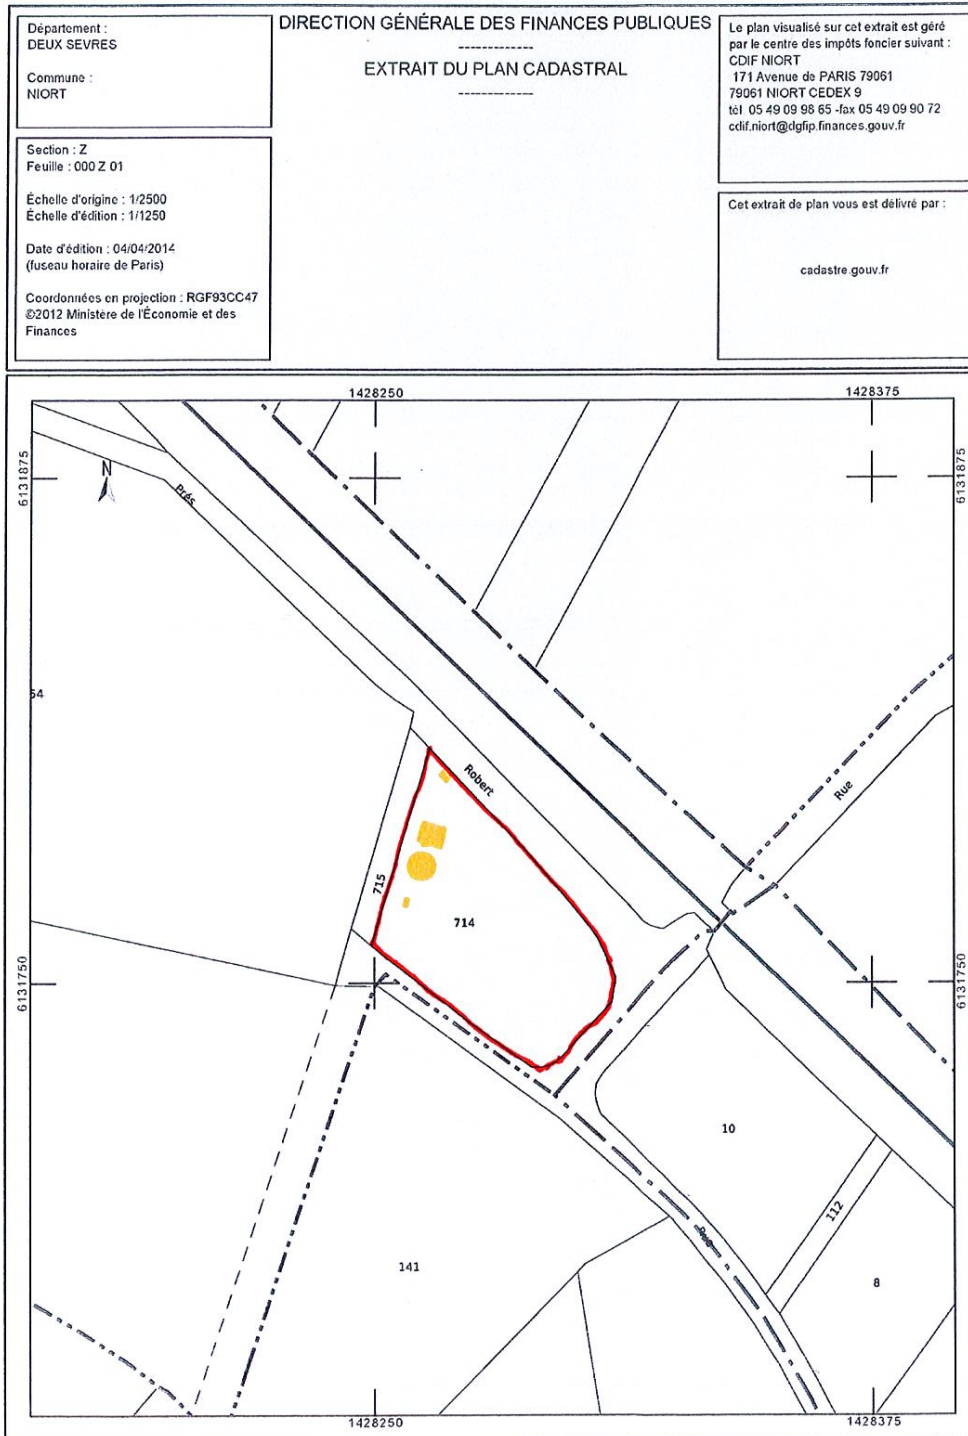 Département :
DEUX SEVRES
Commune :
NIORT
Section : Z
Feuille : 000 Z 01
Échelle d'origine : 1/2500
Échelle d'édition : 1/1250
Date d'édition : 04/04/2014
(fuseau horaire de Paris)
Coordonnées en projection : RGF93CC47
©2012 Ministère de l'Économie et des
Finances
DIRECTION GÉNÉRALE DES FINANCES PUBLIQUES
-------------
EXTRAIT DU PLAN CADASTRAL
-------------
Le plan visualisé sur cet extrait est géré
par le centre des impôts foncier suivant :
CDIF NIORT
171 Avenue de PARIS 79061
79061 NIORT CEDEX 9
tél. 05 49 09 98 65 -fax 05 49 09 90 72
cdif.niort@dgfip.finances.gouv.fr
Cet extrait de plan vous est délivré par :
cadastre.gouv.fr
1428250
1428375
6131875
6131875
N
Prés
54
Robert
Rue
715
714
6131750
6131750
10
112
Rue
141
8
1428250
1428375